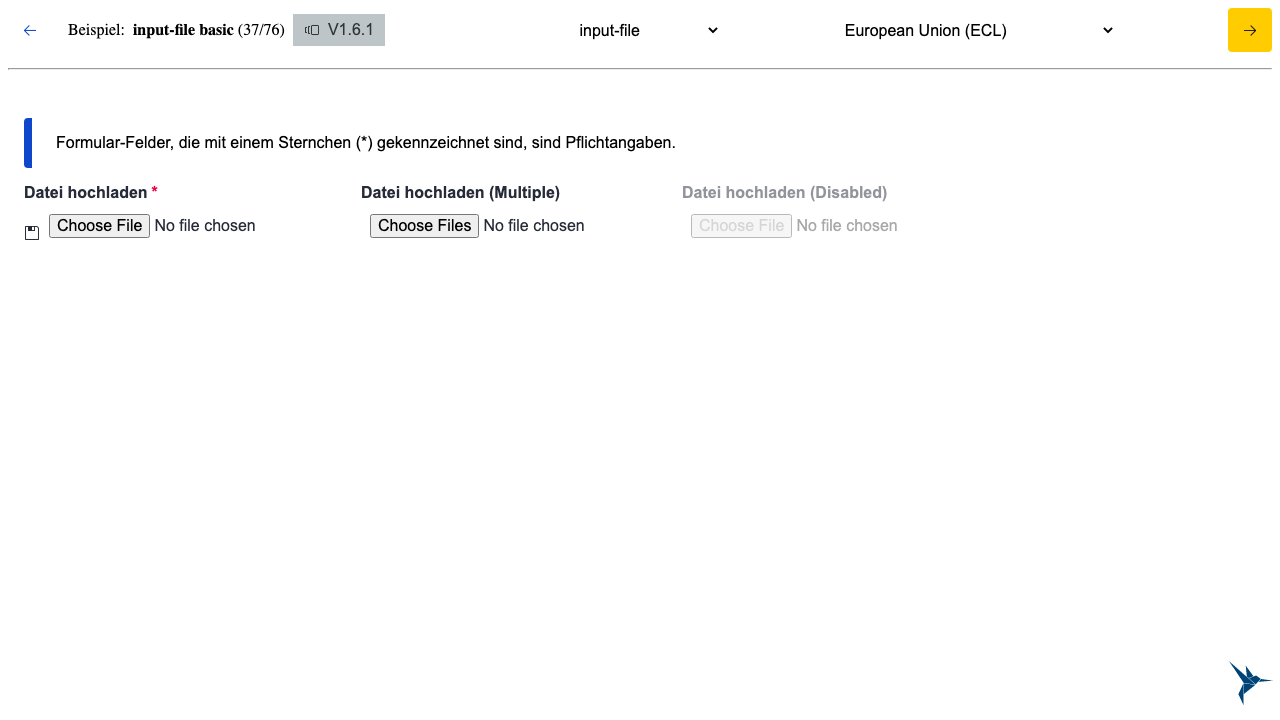 Beispiel: input-file basic (37/76) V1.6.1 input-file European Union (ECL)
Formular-Felder, die mit einem Sternchen (*) gekennzeichnet sind, sind Pflichtangaben.
Datei hochladen * Datei hochladen (Multiple) Datei hochladen (Disabled)
Choose File No file chosen Choose Files No file chosen Choose File No file chosen